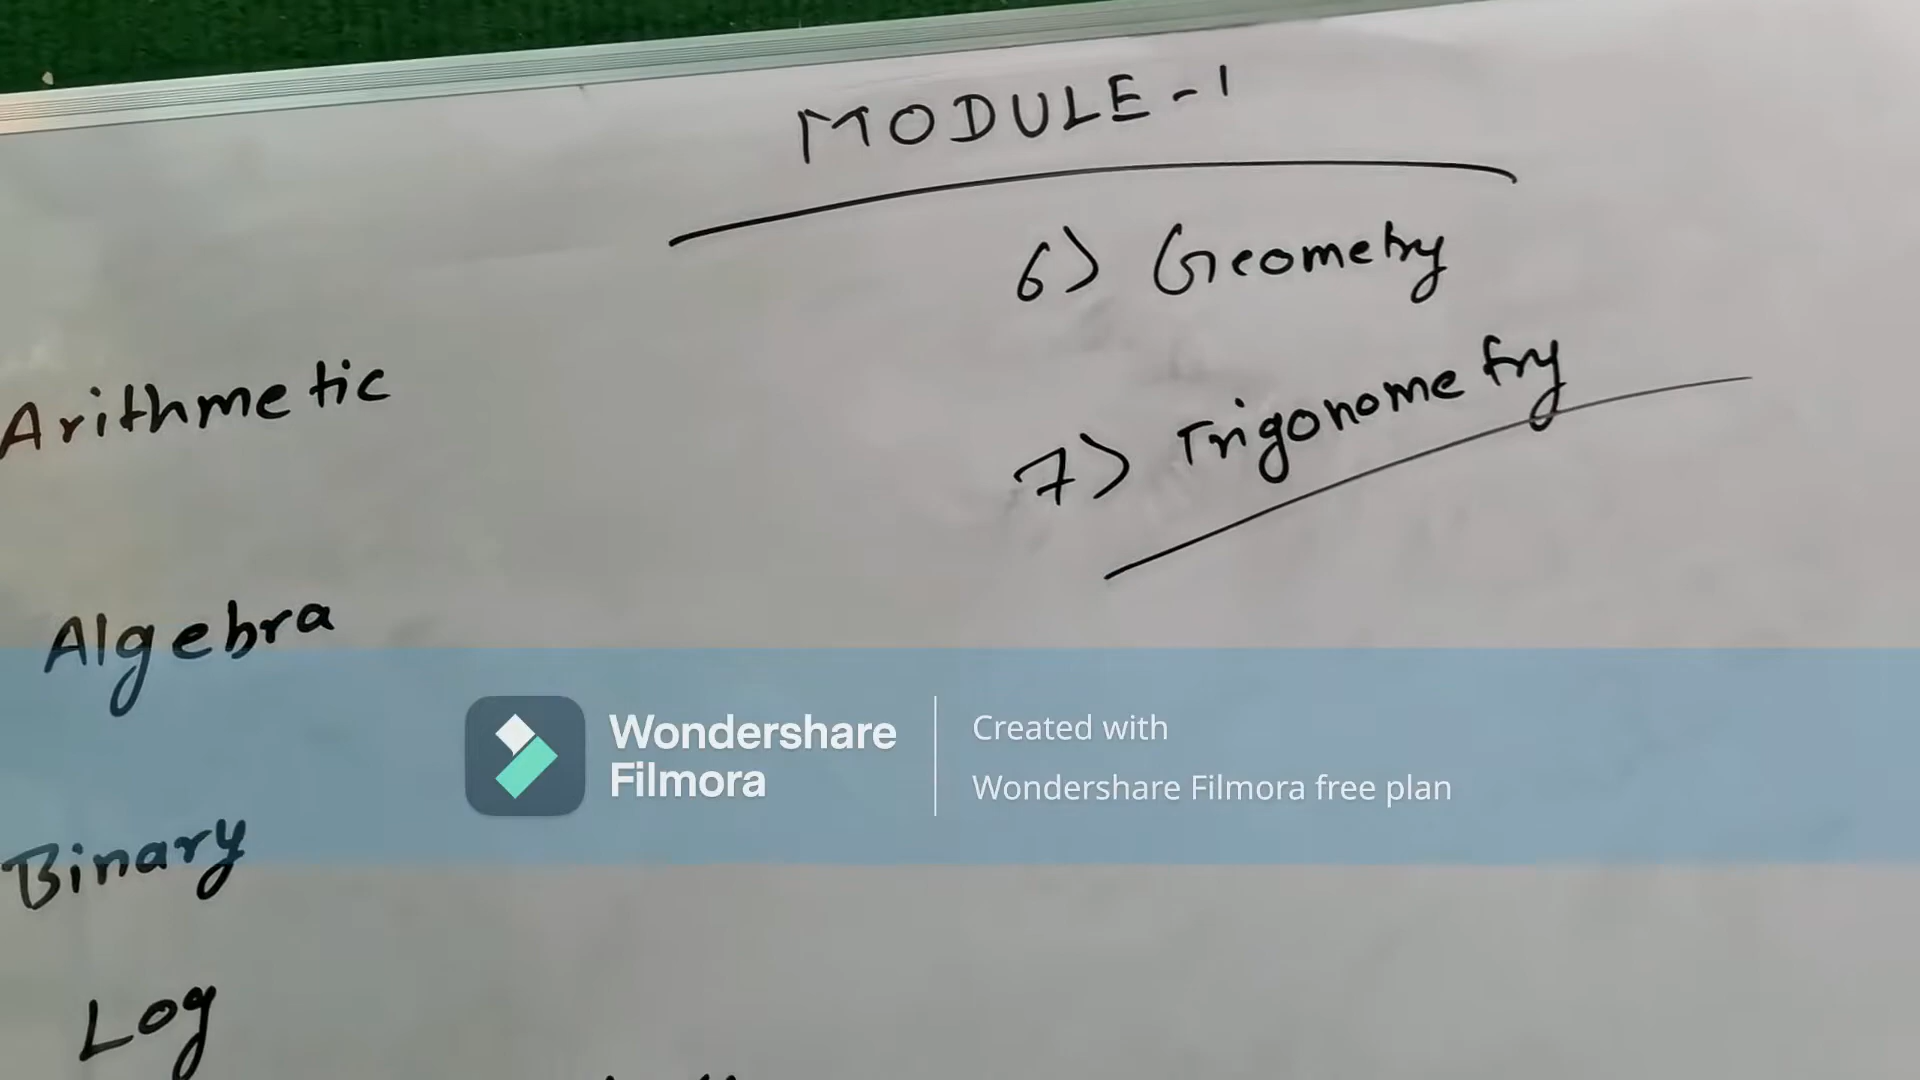 MODULE-1
Arithmetic
Algebra
Binary
Log
6) Geometry
7) Trigonometry
Wondershare
Filmora
Created with
Wondershare Filmora free plan